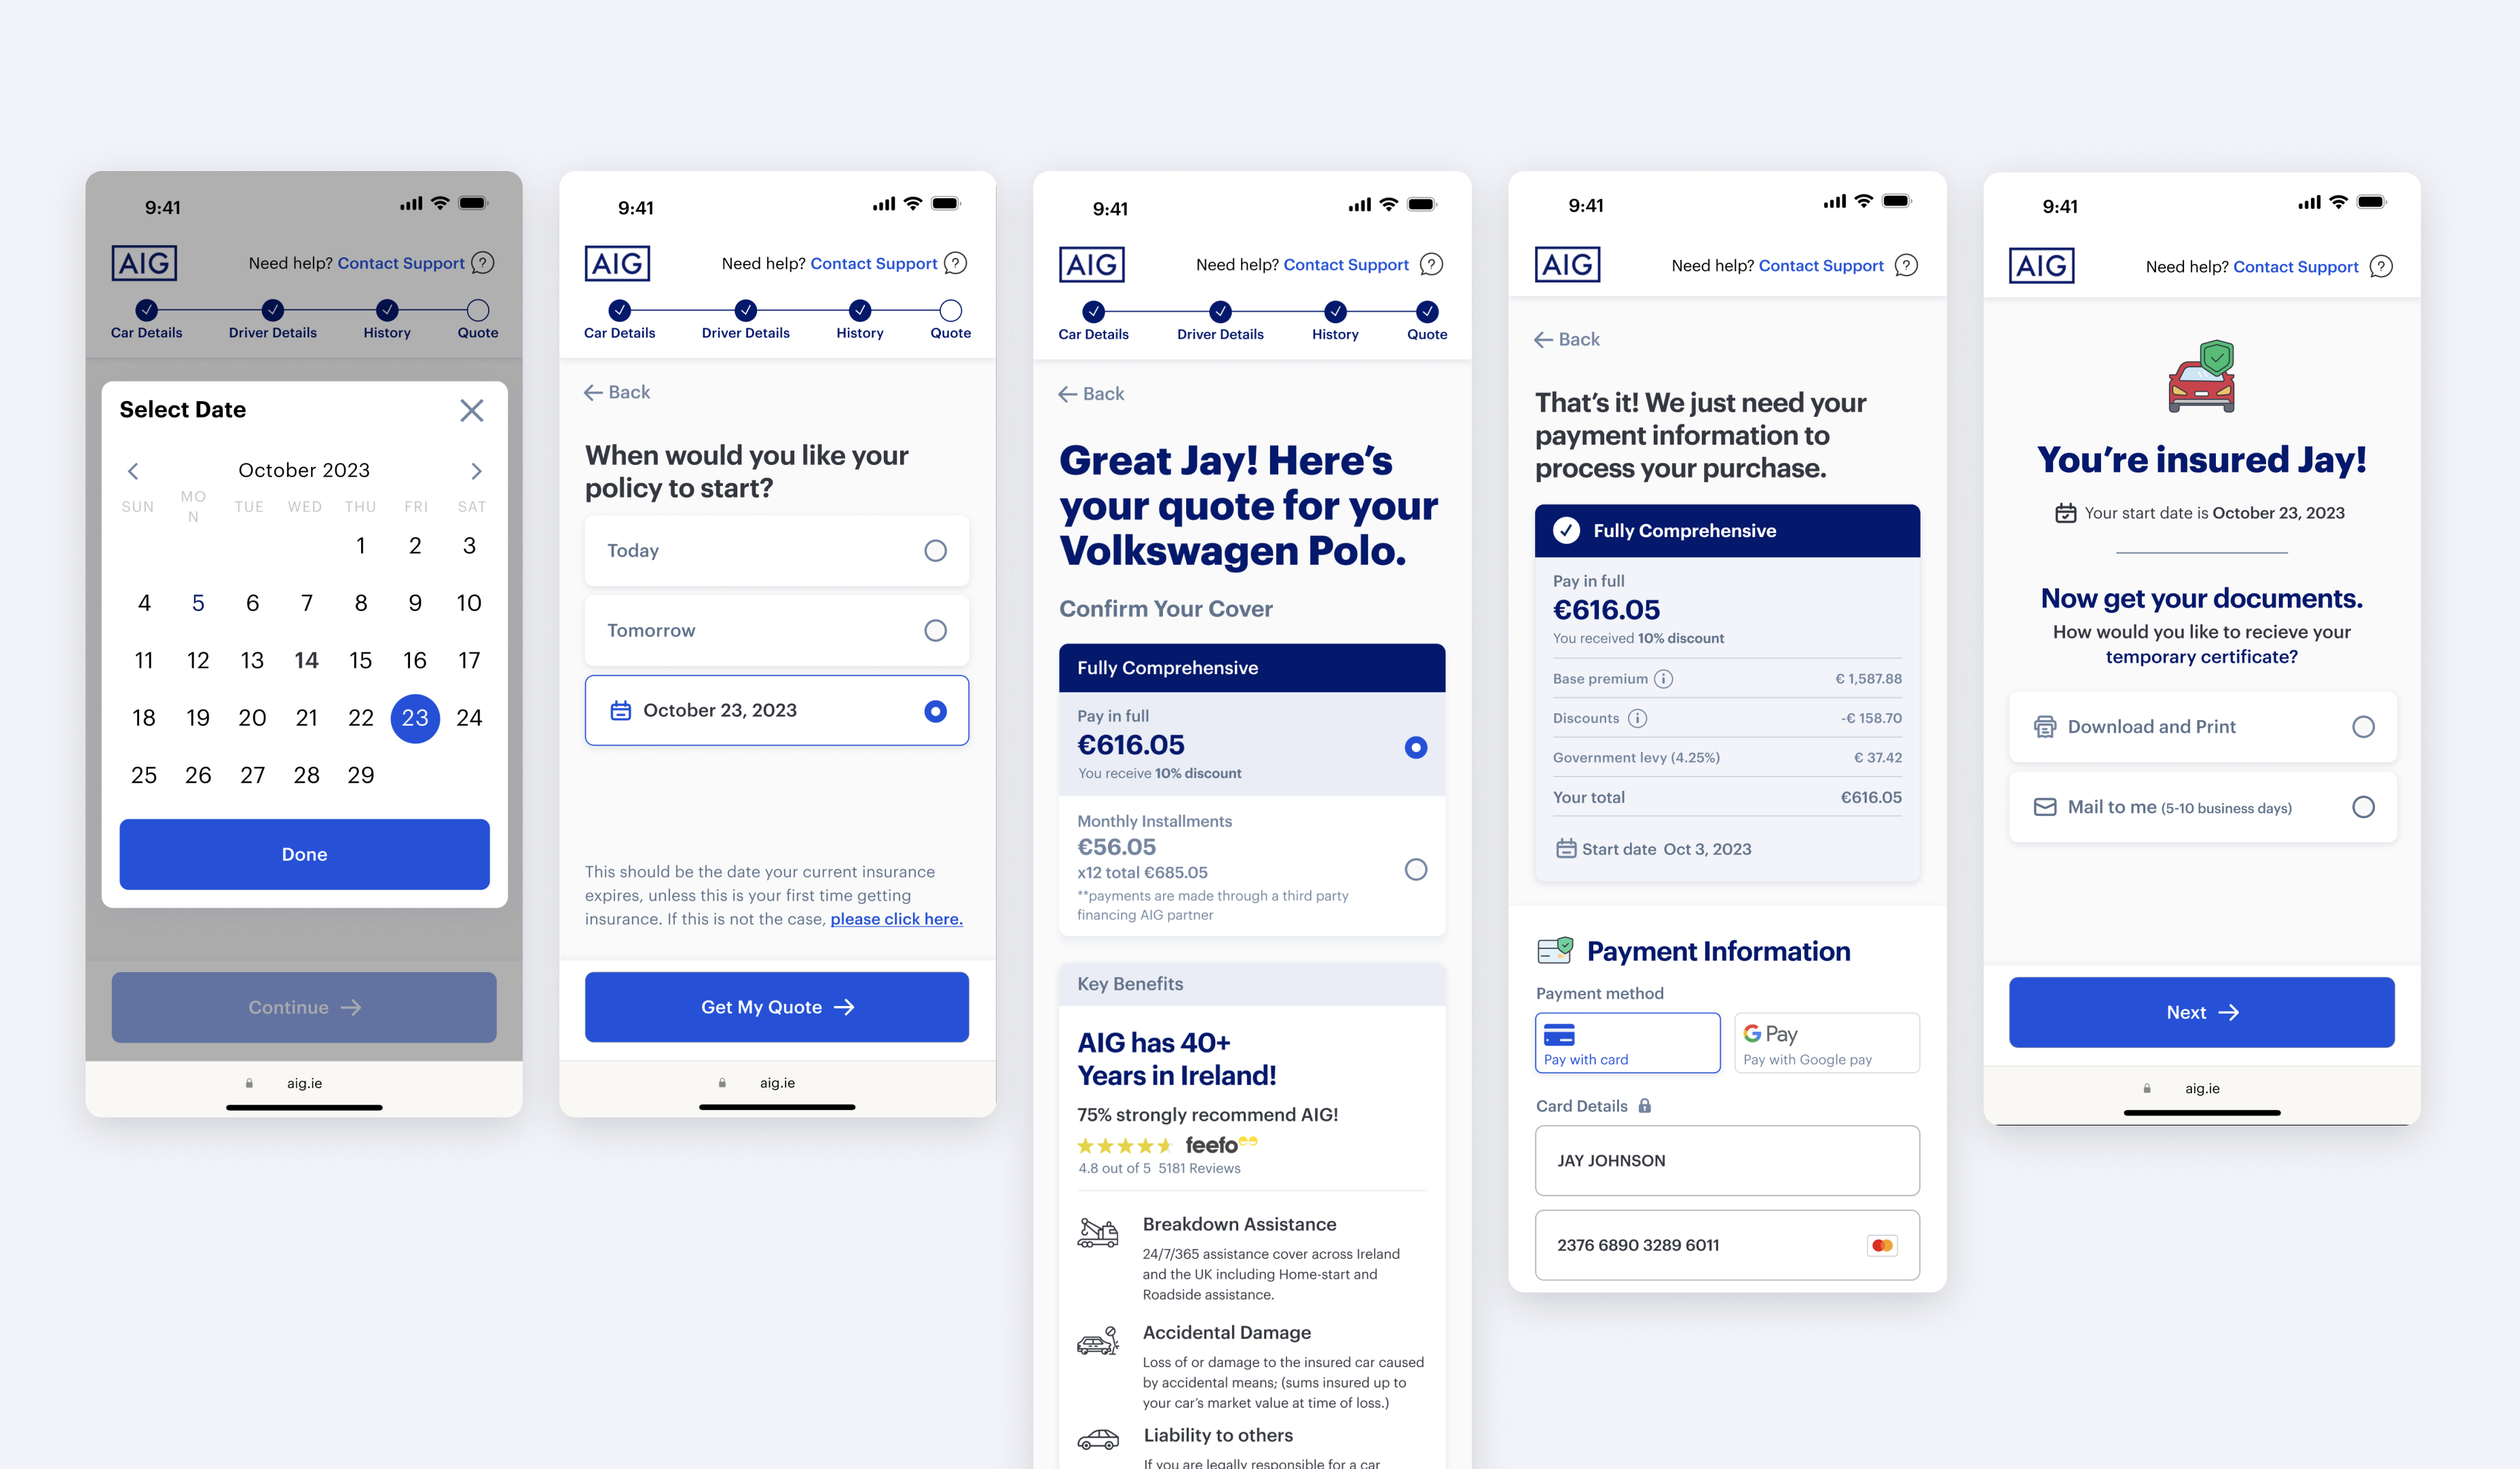 9:41
AIG
Need help? Contact Support
Car Details
Driver Details
History
Quote
Select Date
October 2023
SUN MO
N TUE WED THU FRI SAT
1 2 3
4 5 6 7 8 9 10
11 12 13 14 15 16 17
18 19 20 21 22 23 24
25 26 27 28 29
Done
Continue
aig.ie
9:41
AIG
Need help? Contact Support
Car Details
Driver Details
History
Quote
Back
When would you like your
policy to start?
Today
Tomorrow
October 23, 2023
This should be the date your current insurance
expires, unless this is your first time getting
insurance. If this is not the case, please click here.
Get My Quote
aig.ie
9:41
AIG
Need help? Contact Support
Car Details
Driver Details
History
Quote
Back
Great Jay! Here’s
your quote for your
Volkswagen Polo.
Confirm Your Cover
Fully Comprehensive
Pay in full
€616.05
You receive 10% discount
Monthly Installments
€56.05
x12 total €685.05
**payments are made through a third party
financing AIG partner
Key Benefits
AIG has 40+
Years in Ireland!
75% strongly recommend AIG!
feefo
4.8 out of 5 5181 Reviews
Breakdown Assistance
24/7/365 assistance cover across Ireland
and the UK including Home-start and
Roadside assistance.
Accidental Damage
Loss of or damage to the insured car caused
by accidental means; (sums insured up to
your car’s market value at time of loss.)
Liability to others
If you are legally responsible for a car
9:41
AIG
Need help? Contact Support
Back
That’s it! We just need your
payment information to
process your purchase.
Fully Comprehensive
Pay in full
€616.05
You received 10% discount
Base premium € 1,587.88
Discounts -€ 158.70
Government levy (4.25%) € 37.42
Your total €616.05
Start date Oct 3, 2023
Payment Information
Payment method
Pay with card
G Pay
Pay with Google pay
Card Details
JAY JOHNSON
2376 6890 3289 6011
9:41
AIG
Need help? Contact Support
You’re insured Jay!
Your start date is October 23, 2023
Now get your documents.
How would you like to recieve your
temporary certificate?
Download and Print
Mail to me (5-10 business days)
Next
aig.ie